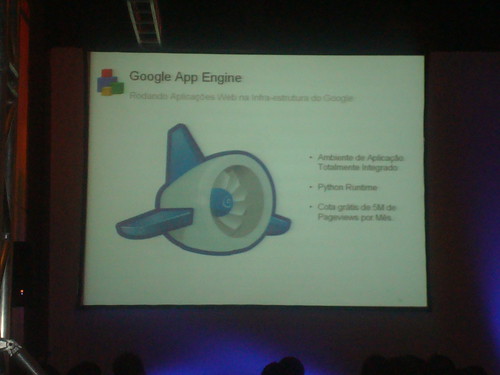 Google App Engine
Rodando Aplicações Web na Infra-estrutura do Google
• Ambiente de Aplicação
Totalmente Integrado
• Python Runtime
• Cota grátis de 5M de
Pageviews por Mês.